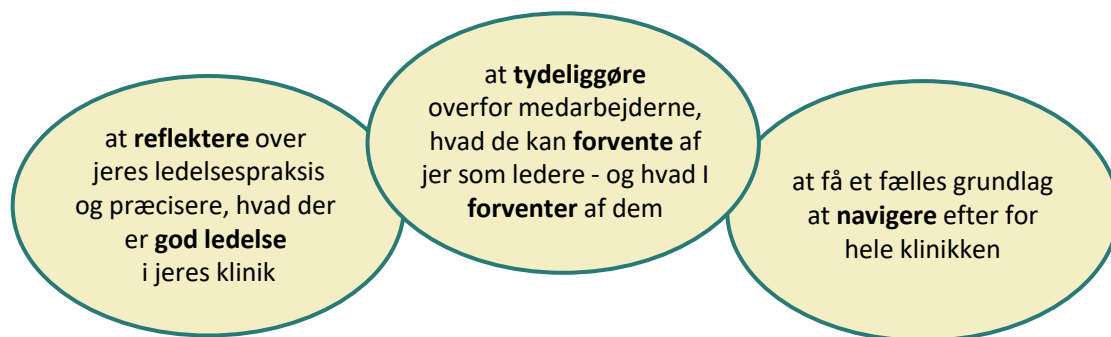 at reflektere over
jeres ledelsespraksis
og præcisere, hvad der
er god ledelse
i jeres klinik
at tydeliggøre
overfor medarbejderne,
hvad de kan forvente af
jer som ledere - og hvad I
forventer af dem
at få et fælles grundlag
at navigere efter for
hele klinikken